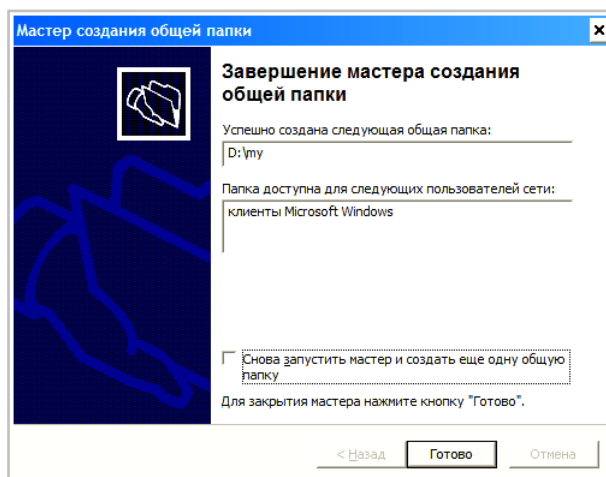 Мастер создания общей папки
Завершение мастера создания
общей папки
Успешно создана следующая общая папка:
D:\my
Папка доступна для следующих пользователей сети:
клиенты Microsoft Windows
Снова запустить мастер и создать еще одну общую
папку
Для закрытия мастера нажмите кнопку "Готово".
< Назад Готово Отмена